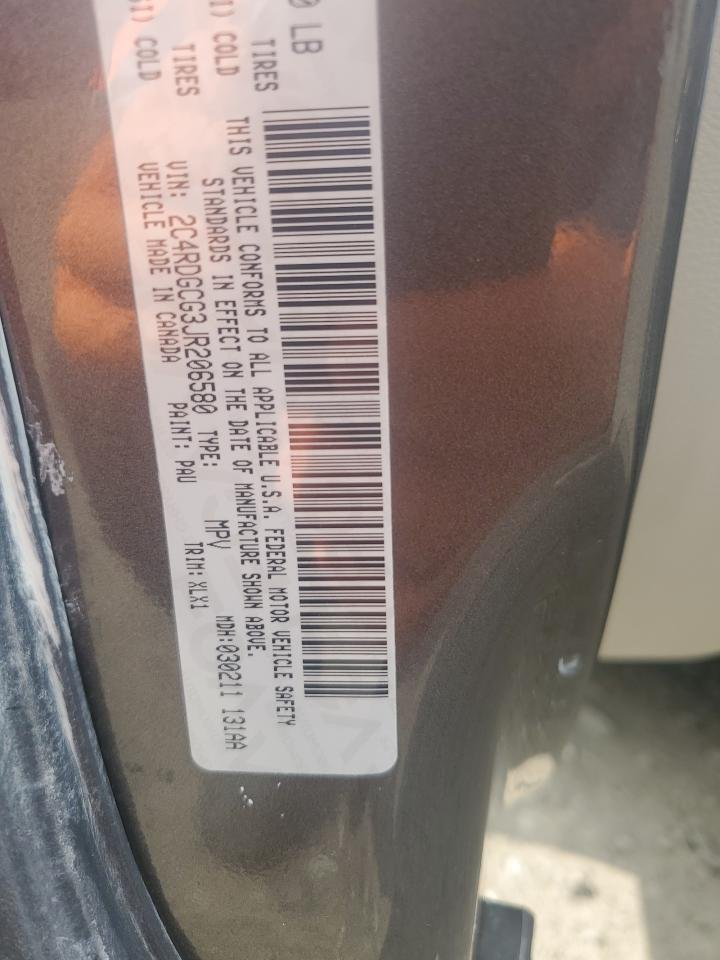 0 LB
TIRES
I) COLD
TIRES
SI) COLD
THIS VEHICLE CONFORMS TO ALL APPLICABLE U.S.A. FEDERAL MOTOR VEHICLE SAFETY
STANDARDS IN EFFECT ON THE DATE OF MANUFACTURE SHOWN ABOVE.
VIN: 2C4RDGCG3JR206580 TYPE: MPV MDH:030211 131AA
VEHICLE MADE IN CANADA PAINT: PAU TRIM: XLX1